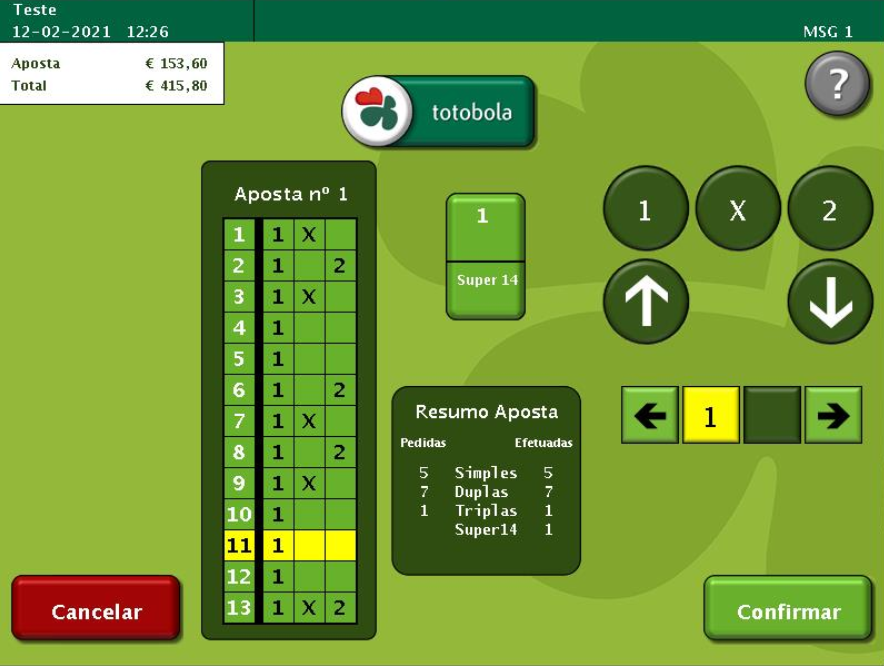 Teste
12-02-2021 12:26
MSG 1
Aposta € 153,60
Total € 415,80
totobola
?
Aposta nº 1
1 1 X
2 1 2
3 1 X
4 1
5 1
6 1 2
7 1 X
8 1 2
9 1 X
10 1
11 1
12 1
13 1 X 2
1
Super 14
1 X 2
1
Resumo Aposta
Pedidas Efetuadas
5 Simples 5
7 Duplas 7
1 Triplas 1
Super14 1
Cancelar
Confirmar